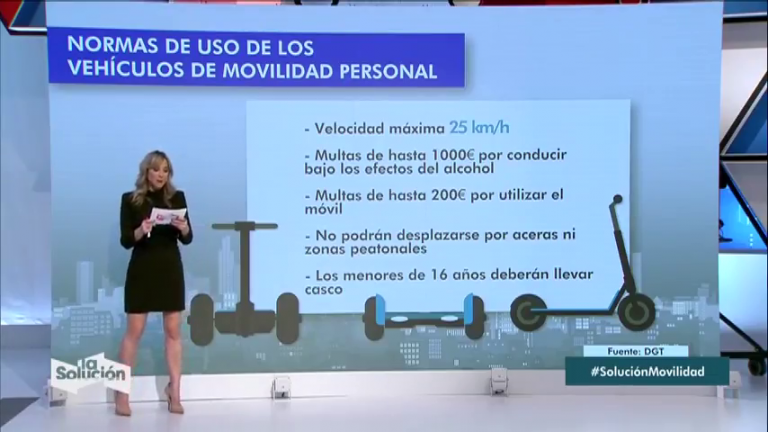 NORMAS DE USO DE LOS
VEHÍCULOS DE MOVILIDAD PERSONAL
- Velocidad máxima 25 km/h
- Multas de hasta 1000€ por conducir
bajo los efectos del alcohol
- Multas de hasta 200€ por utilizar el
móvil
- No podrán desplazarse por aceras ni
zonas peatonales
- Los menores de 16 años deberán llevar
casco
la
Solución
Fuente: DGT
#SoluciónMovilidad